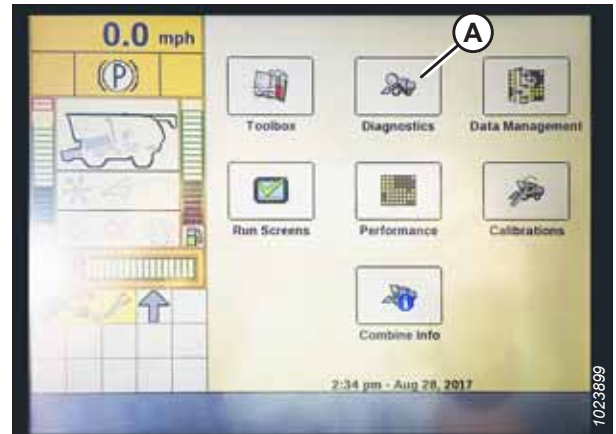 0.0 mph
(P)
A
Toolbox
Diagnostics
Data Management
Run Screens
Performance
Calibrations
Combine Info
2:34 pm - Aug 28, 2017
1023899